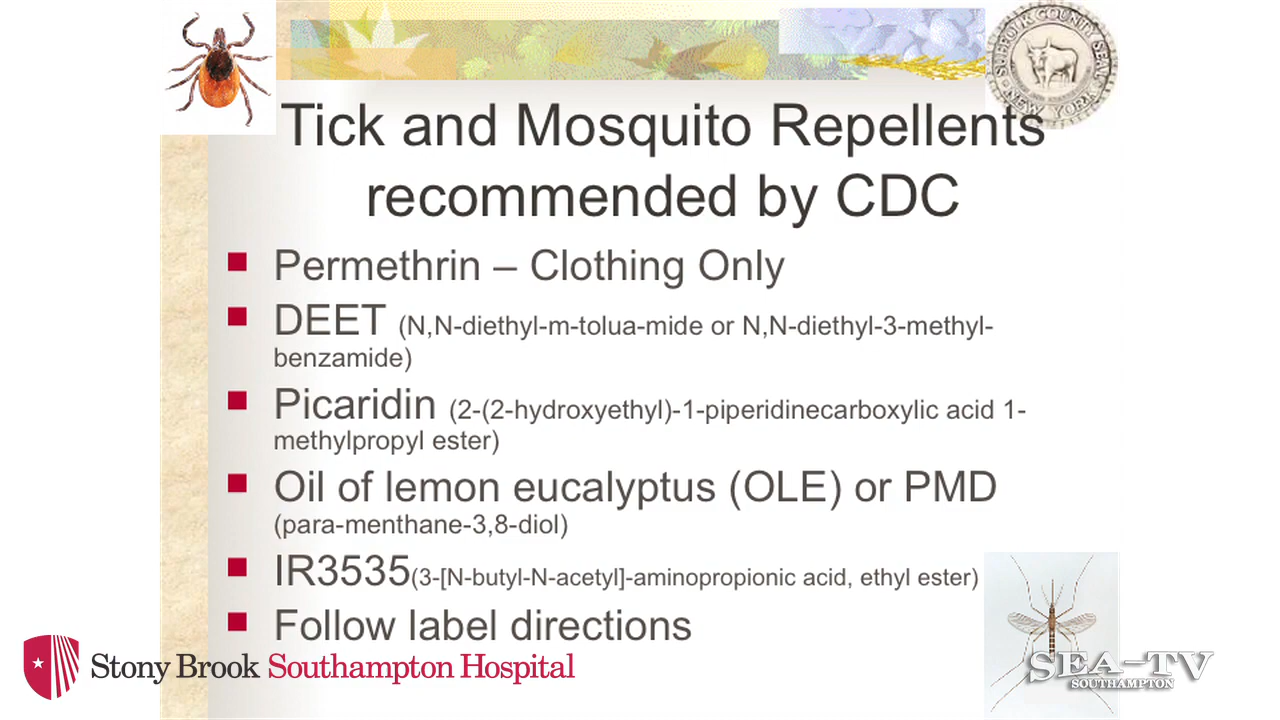 SUFFOLK COUNTY SEAL
NEW YORK
Tick and Mosquito Repellents
recommended by CDC
Permethrin – Clothing Only
DEET (N,N-diethyl-m-tolua-mide or N,N-diethyl-3-methyl-
benzamide)
Picaridin (2-(2-hydroxyethyl)-1-piperidinecarboxylic acid 1-
methylpropyl ester)
Oil of lemon eucalyptus (OLE) or PMD
(para-menthane-3,8-diol)
IR3535(3-[N-butyl-N-acetyl]-aminopropionic acid, ethyl ester)
Follow label directions
Stony Brook Southampton Hospital
SEA-TV
SOUTHAMPTON